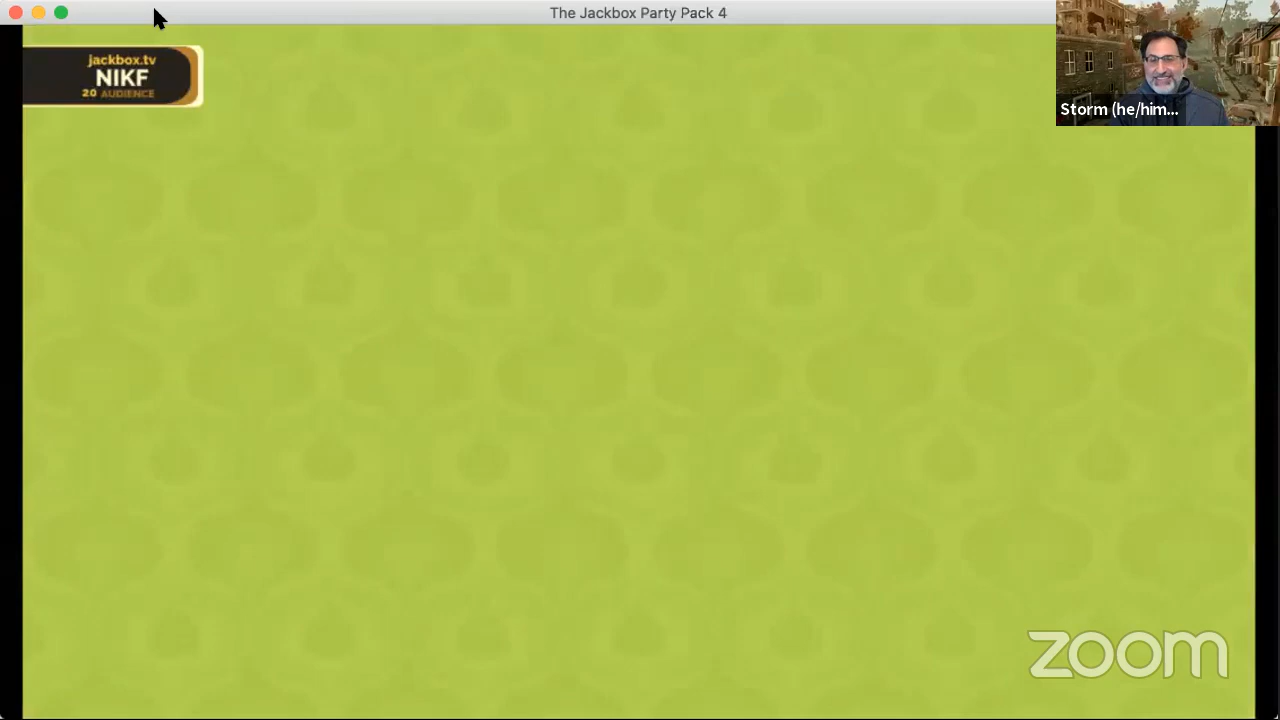 The Jackbox Party Pack 4
jackbox.tv
NIKF
20 AUDIENCE
Storm (he/him...
zoom